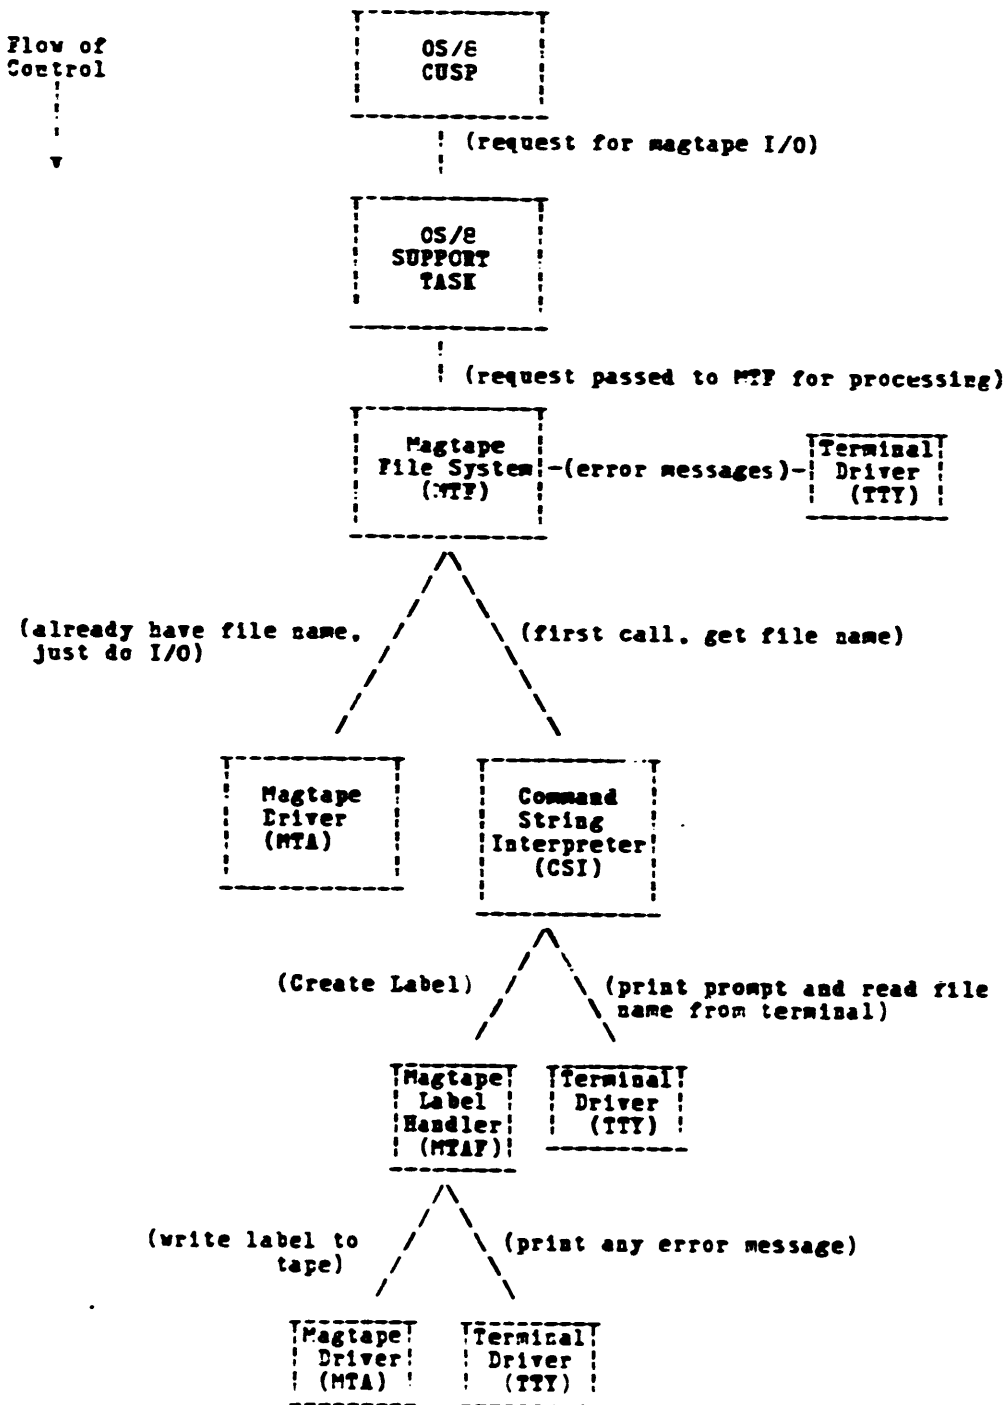 Flow of
Control
OS/8
CUSP
(request for magtape I/O)
OS/8
SUPPORT
TASK
(request passed to MTF for processing)
Magtape
File System
(MTF)
-(error messages)-
Terminal
Driver
(TTY)
(already have file name,
just do I/O)
(first call, get file name)
Magtape
Driver
(MTA)
Command
String
Interpreter
(CSI)
(Create Label)
(print prompt and read file
name from terminal)
Magtape
Label
Handler
(MTAF)
Terminal
Driver
(TTY)
(write label to
tape)
(print any error message)
Magtape
Driver
(MTA)
Terminal
Driver
(TTY)